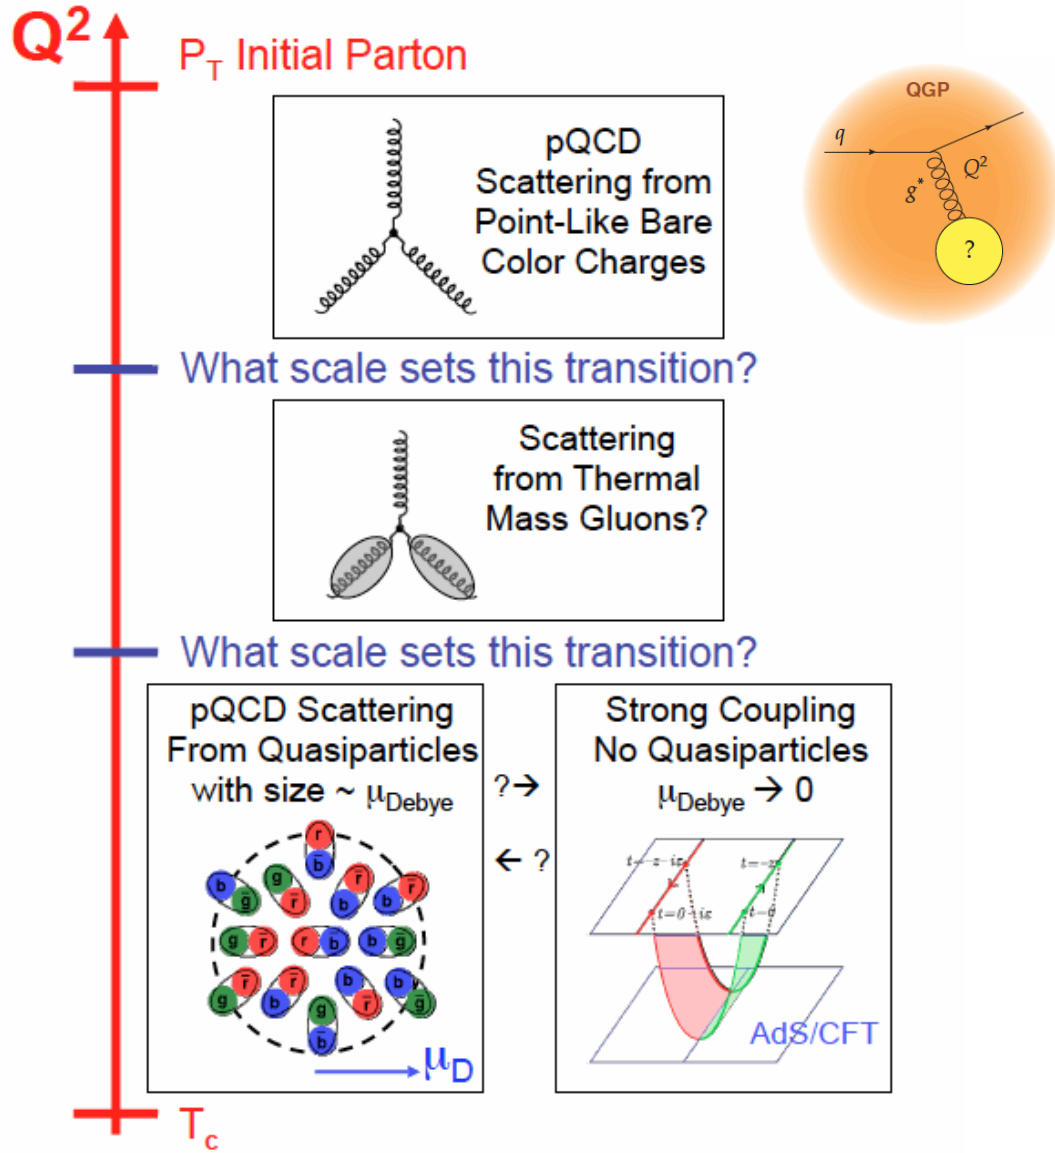 Q²
P_T Initial Parton
QGP
q
Q²
g*
?
pQCD
Scattering from
Point-Like Bare
Color Charges
What scale sets this transition?
Scattering
from Thermal
Mass Gluons?
What scale sets this transition?
pQCD Scattering
From Quasiparticles
with size ~ μ_Debye
?→
← ?
Strong Coupling
No Quasiparticles
μ_Debye → 0
r
b̄
g r̄
r̄ b
b ḡ
b r̄
g r̄
r b
b ḡ
r̄ g
r̄ b
b r̄
b ḡ
g
b̄
μ_D
t=0
AdS/CFT
T_c